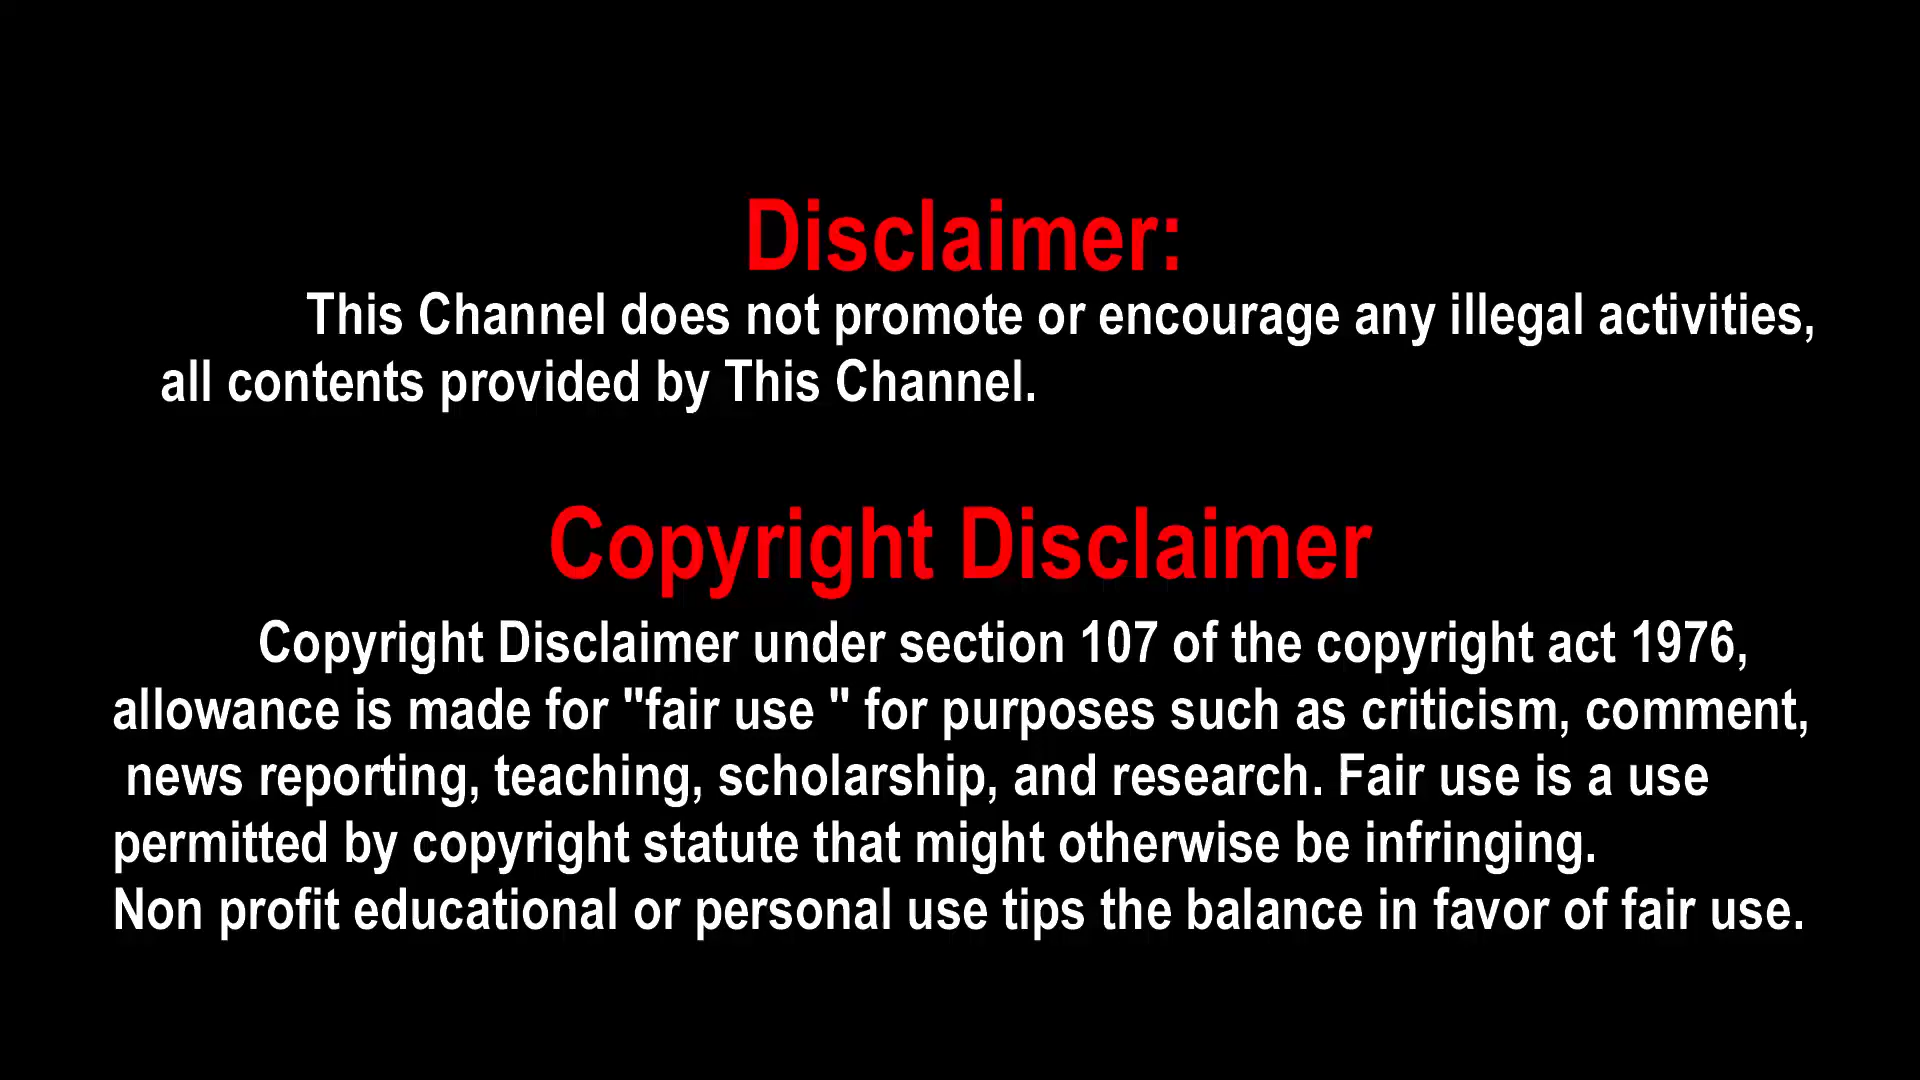 Disclaimer:
This Channel does not promote or encourage any illegal activities,
all contents provided by This Channel.
Copyright Disclaimer
Copyright Disclaimer under section 107 of the copyright act 1976,
allowance is made for "fair use " for purposes such as criticism, comment,
news reporting, teaching, scholarship, and research. Fair use is a use
permitted by copyright statute that might otherwise be infringing.
Non profit educational or personal use tips the balance in favor of fair use.